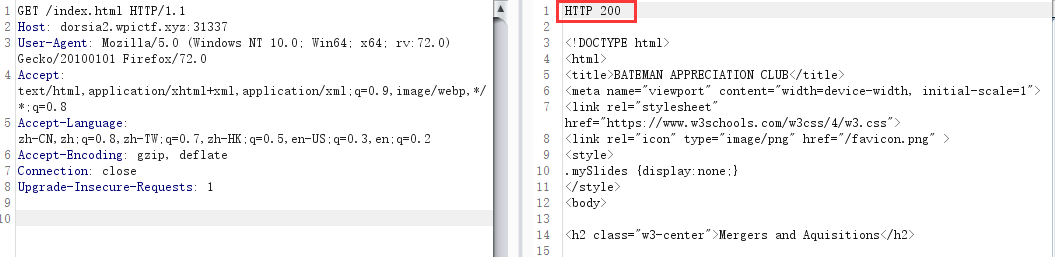 1 GET /index.html HTTP/1.1
2 Host: dorsia2.wpictf.xyz:31337
3 User-Agent: Mozilla/5.0 (Windows NT 10.0; Win64; x64; rv:72.0)
Gecko/20100101 Firefox/72.0
4 Accept:
text/html,application/xhtml+xml,application/xml;q=0.9,image/webp,*/
*;q=0.8
5 Accept-Language:
zh-CN,zh;q=0.8,zh-TW;q=0.7,zh-HK;q=0.5,en-US;q=0.3,en;q=0.2
6 Accept-Encoding: gzip, deflate
7 Connection: close
8 Upgrade-Insecure-Requests: 1
9
10
1 HTTP 200
2
3 <!DOCTYPE html>
4 <html>
5 <title>BATEMAN APPRECIATION CLUB</title>
6 <meta name="viewport" content="width=device-width, initial-scale=1">
7 <link rel="stylesheet"
href="https://www.w3schools.com/w3css/4/w3.css">
8 <link rel="icon" type="image/png" href="/favicon.png" >
9 <style>
10 .mySlides {display:none;}
11 </style>
12 <body>
13
14 <h2 class="w3-center">Mergers and Aquisitions</h2>
15